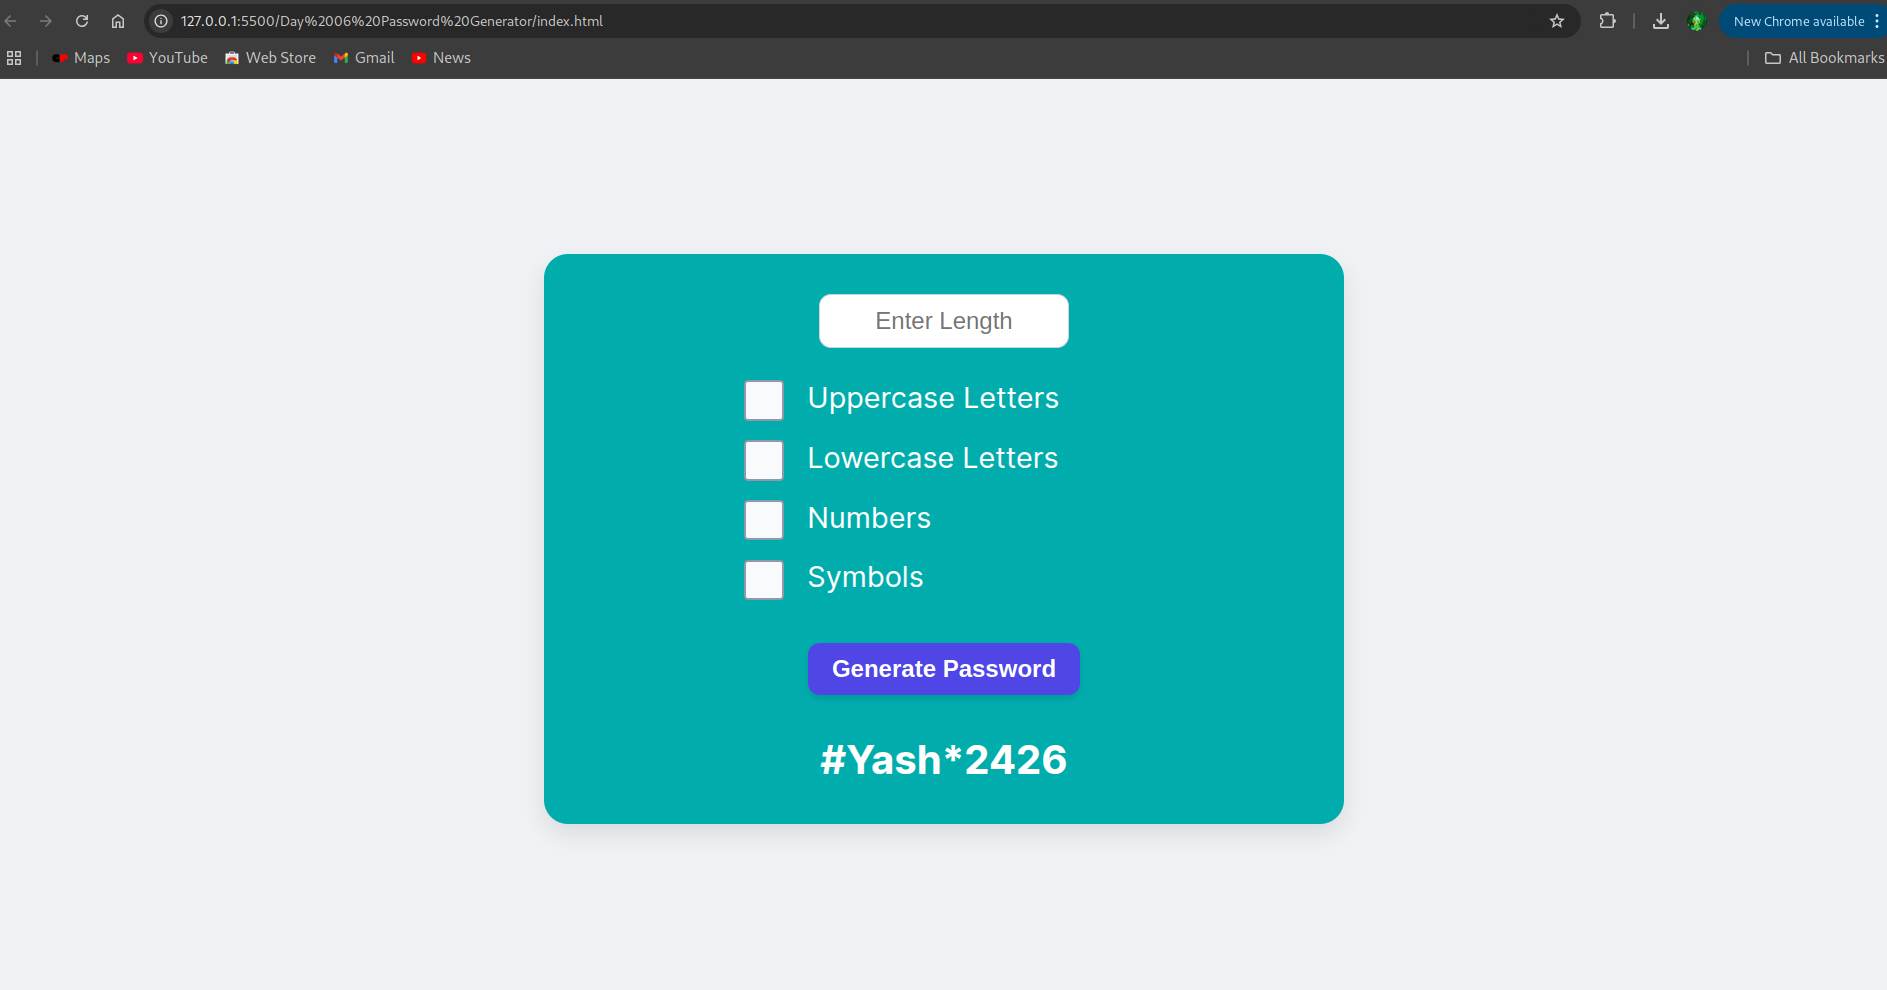 127.0.0.1:5500/Day%2006%20Password%20Generator/index.html
New Chrome available
Maps YouTube Web Store Gmail News All Bookmarks
Enter Length
Uppercase Letters
Lowercase Letters
Numbers
Symbols
Generate Password
#Yash*2426